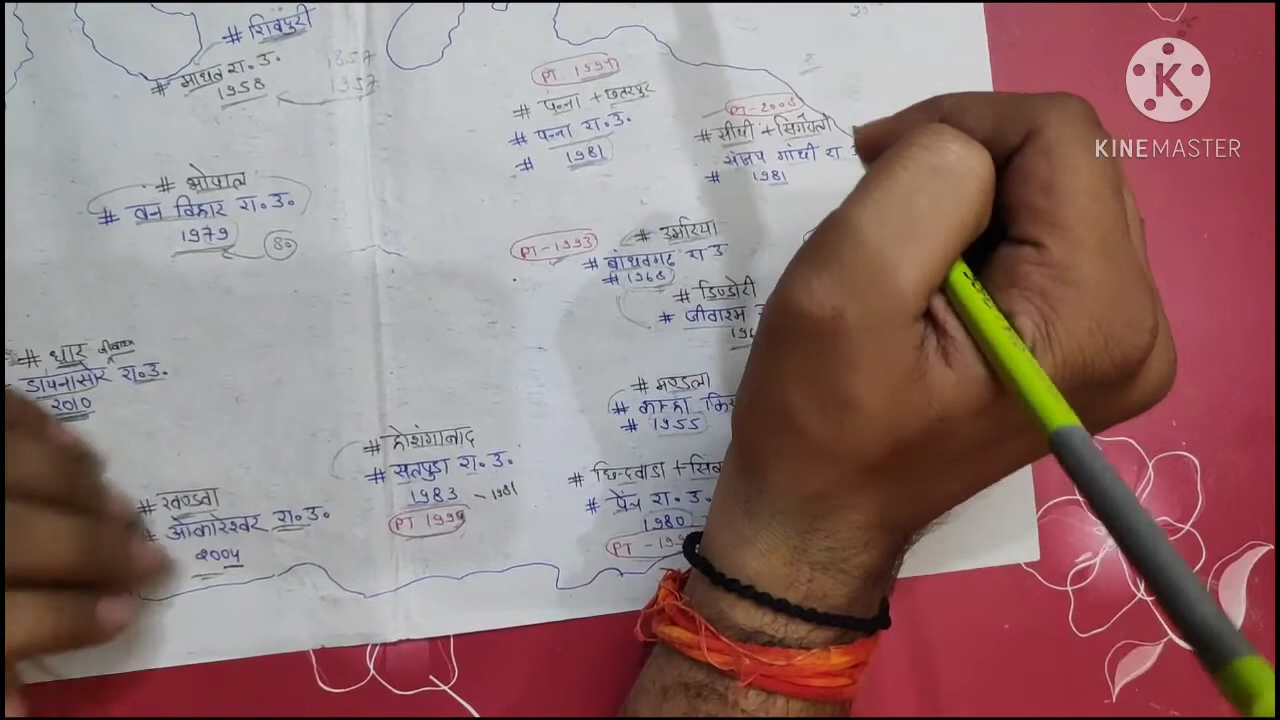 # शिवपुरी
# माधव रा. उ.
1958
1857
1957
# भोपाल
# वन विहार रा. उ.
1979
80
# धार
डायनासोर रा. उ.
2010
# खण्डवा
# ओंकारेश्वर रा. उ.
2004
# होशंगाबाद
# सतपुड़ा रा. उ.
1983 - 1981
PT 1999
PT. 1994
# पन्ना + छतरपुर
# पन्ना रा. उ.
# 1981
PT-2008
# सीधी + सिंगरौली
संजय गांधी रा
# 1981
PT-1993
# उमरिया
# बांधवगढ़ रा उ
# 1968
# डिण्डोरी
# जीवाश्म
# मण्डला
# कान्हा
# 1955
# छिन्दवाडा +
# पेंच रा. उ.
1980
PT -
KINEMASTER